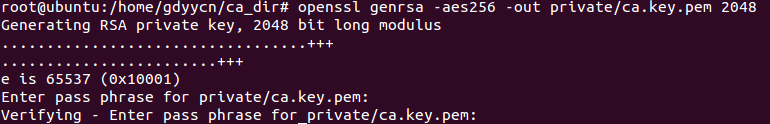 root@ubuntu:/home/gdyycn/ca_dir# openssl genrsa -aes256 -out private/ca.key.pem 2048
Generating RSA private key, 2048 bit long modulus
.................................+++
.......................+++
e is 65537 (0x10001)
Enter pass phrase for private/ca.key.pem:
Verifying - Enter pass phrase for private/ca.key.pem: